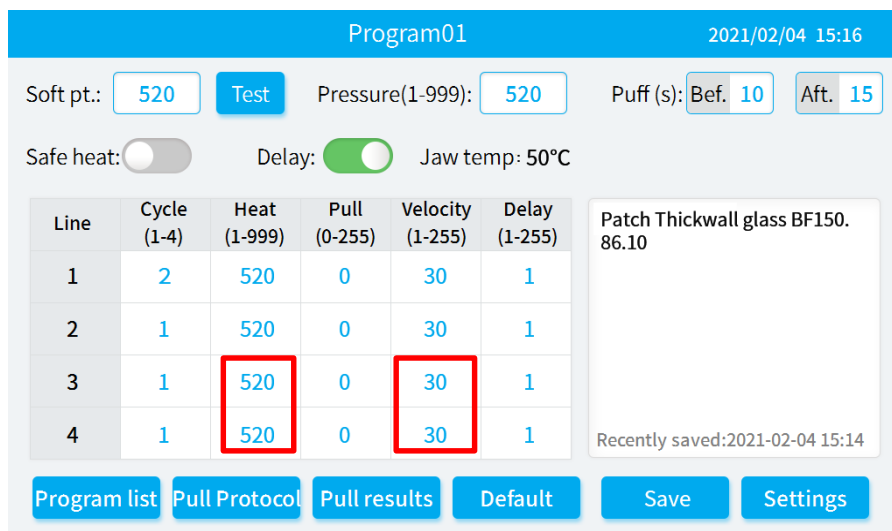 Program01 2021/02/04 15:16
Soft pt.: 520 Test Pressure(1-999): 520 Puff (s): Bef. 10 Aft. 15
Safe heat: Delay: Jaw temp: 50°C
Line Cycle (1-4) Heat (1-999) Pull (0-255) Velocity (1-255) Delay (1-255)
1 2 520 0 30 1
2 1 520 0 30 1
3 1 520 0 30 1
4 1 520 0 30 1
Patch Thickwall glass BF150.
86.10
Recently saved:2021-02-04 15:14
Program list Pull Protocol Pull results Default Save Settings